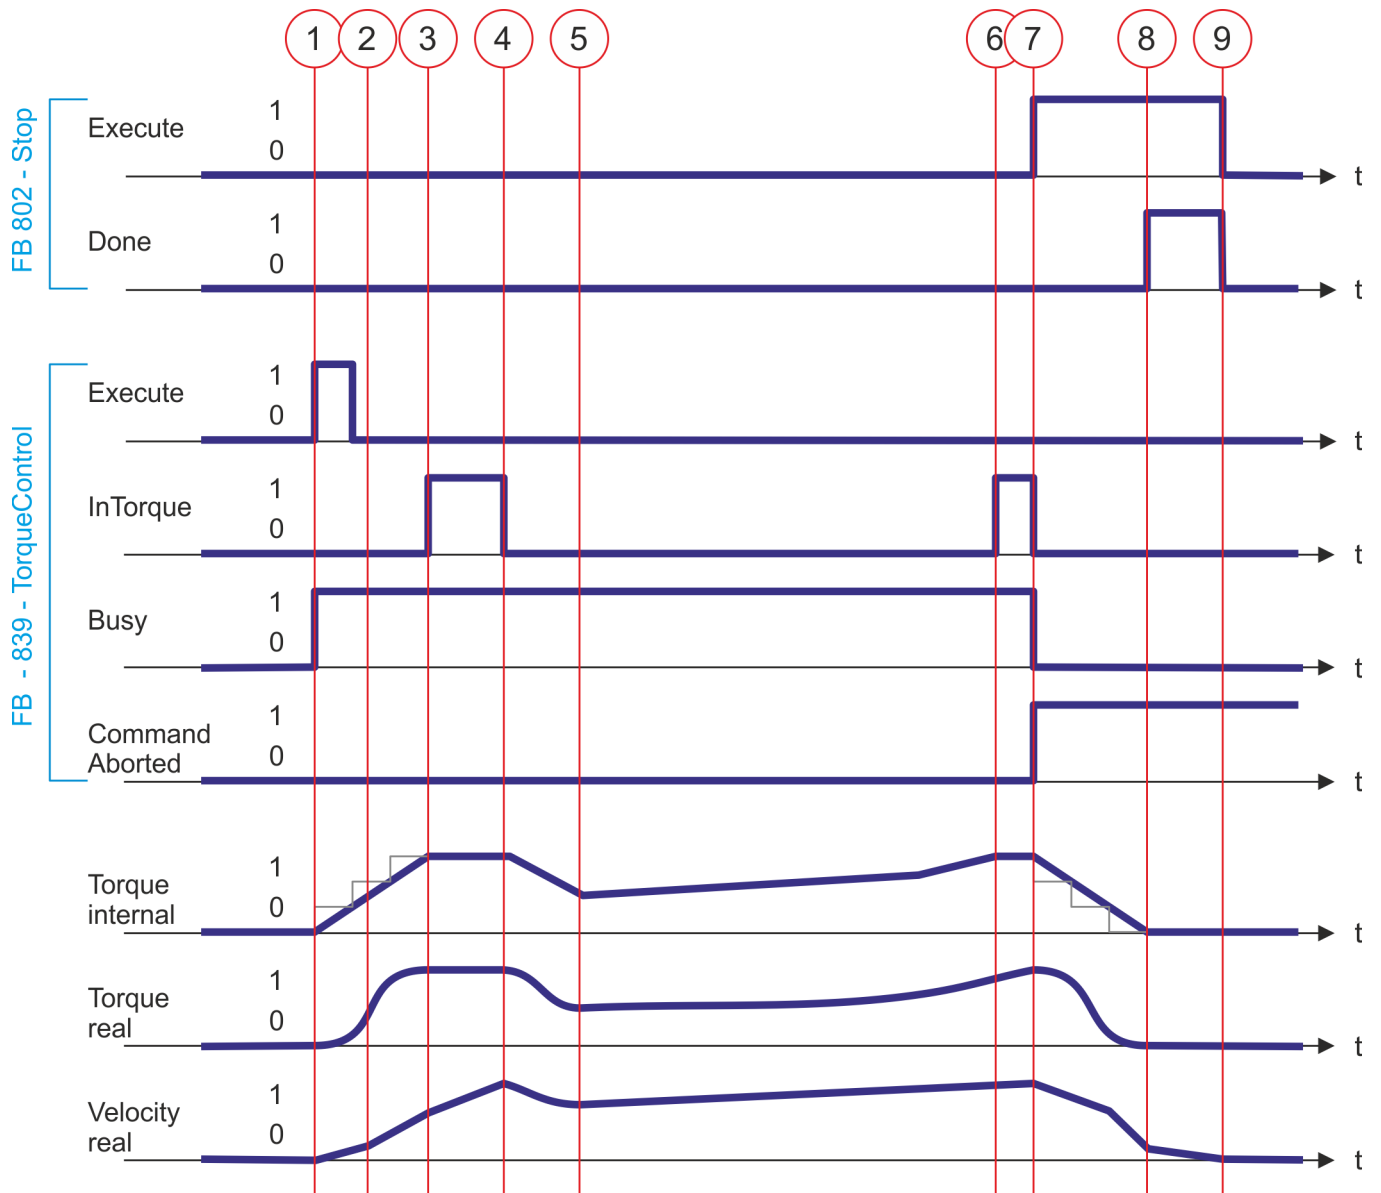 1 2 3 4 5 6 7 8 9
FB 802 - Stop
Execute 1
0
t
Done 1
0
t
FB - 839 - TorqueControl
Execute 1
0
t
InTorque 1
0
t
Busy 1
0
t
Command 1
Aborted 0
t
Torque 1
internal 0
t
Torque 1
real 0
t
Velocity 1
real 0
t